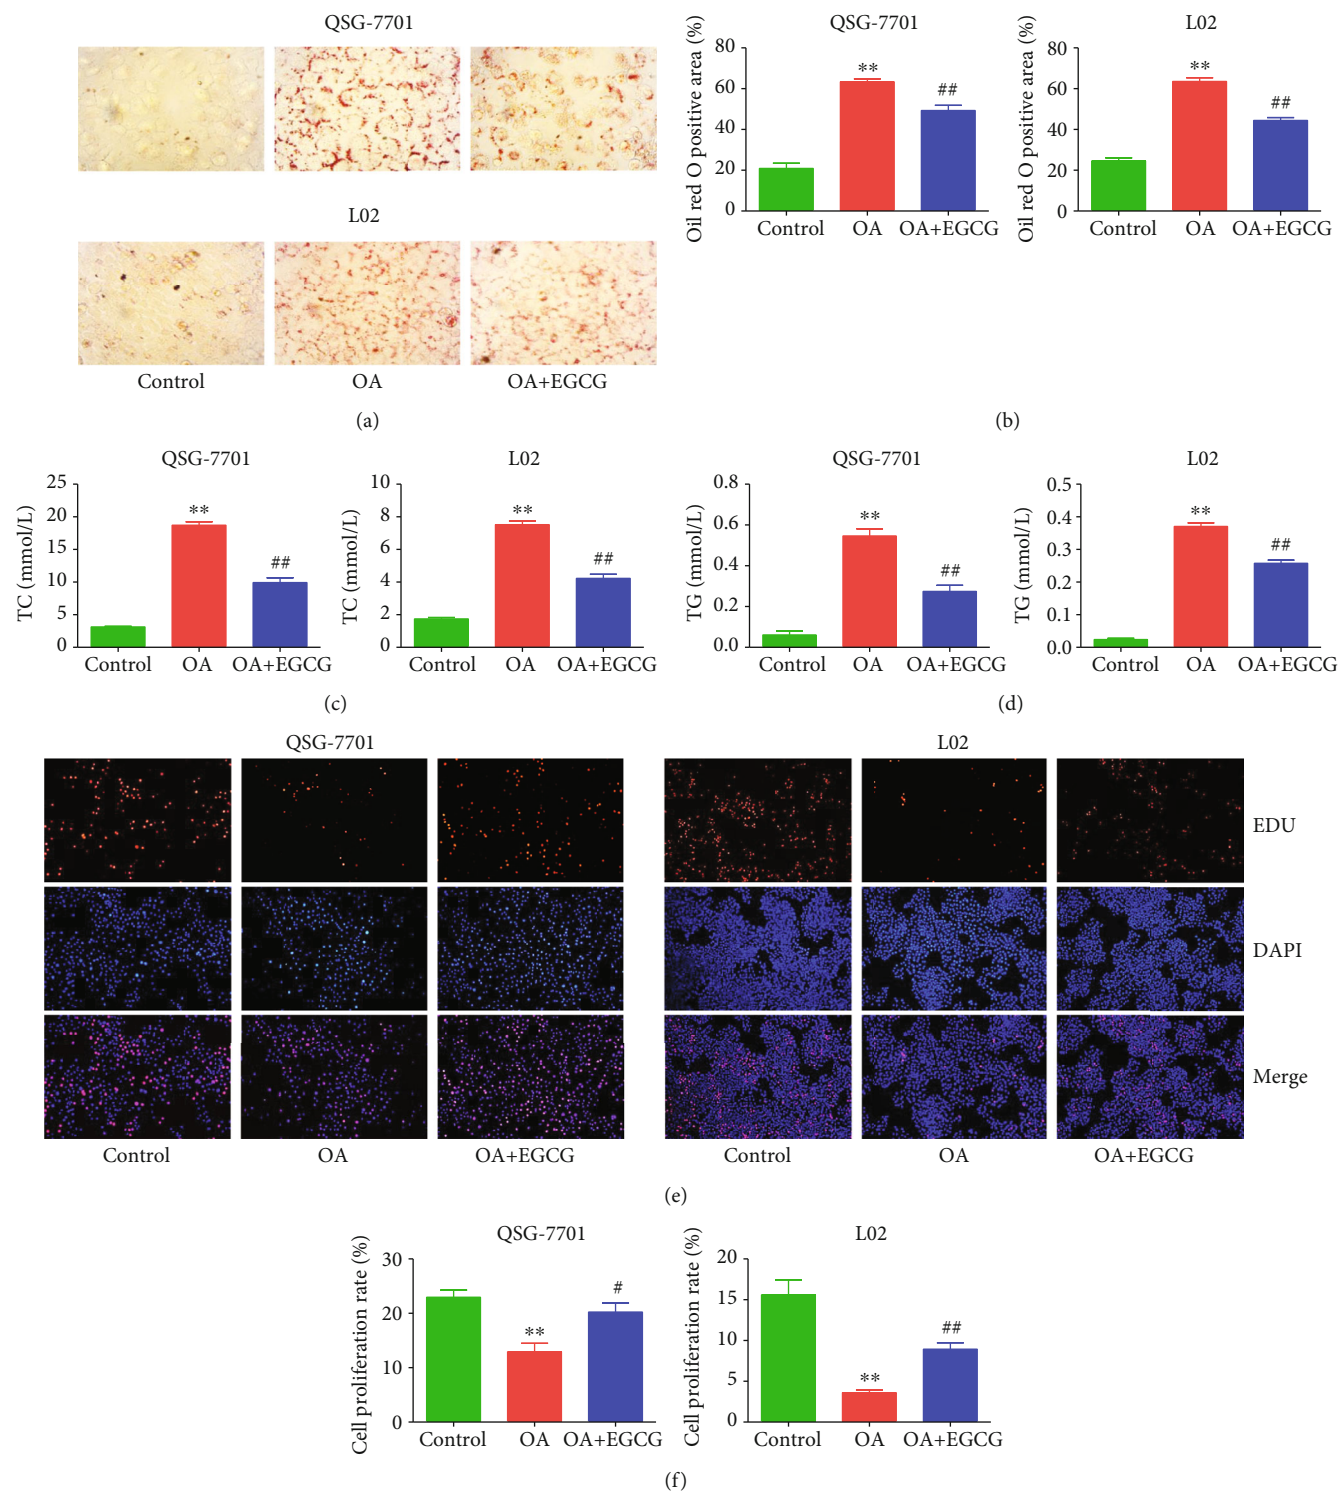 QSG-7701
L02
Control OA OA+EGCG
(a)
QSG-7701
Oil red O positive area (%)
80
60
40
20
0
**
##
Control OA OA+EGCG
L02
Oil red O positive area (%)
80
60
40
20
0
**
##
Control OA OA+EGCG
(b)
QSG-7701
TC (mmol/L)
25
20
15
10
5
0
**
##
Control OA OA+EGCG
L02
TC (mmol/L)
10
8
6
4
2
0
**
##
Control OA OA+EGCG
(c)
QSG-7701
TG (mmol/L)
0.8
0.6
0.4
0.2
0.0
**
##
Control OA OA+EGCG
L02
TG (mmol/L)
0.5
0.4
0.3
0.2
0.1
0.0
**
##
Control OA OA+EGCG
(d)
QSG-7701
L02
EDU
DAPI
Merge
Control OA OA+EGCG
Control OA OA+EGCG
(e)
QSG-7701
Cell proliferation rate (%)
30
20
10
0
**
#
Control OA OA+EGCG
L02
Cell proliferation rate (%)
20
15
10
5
0
**
##
Control OA OA+EGCG
(f)